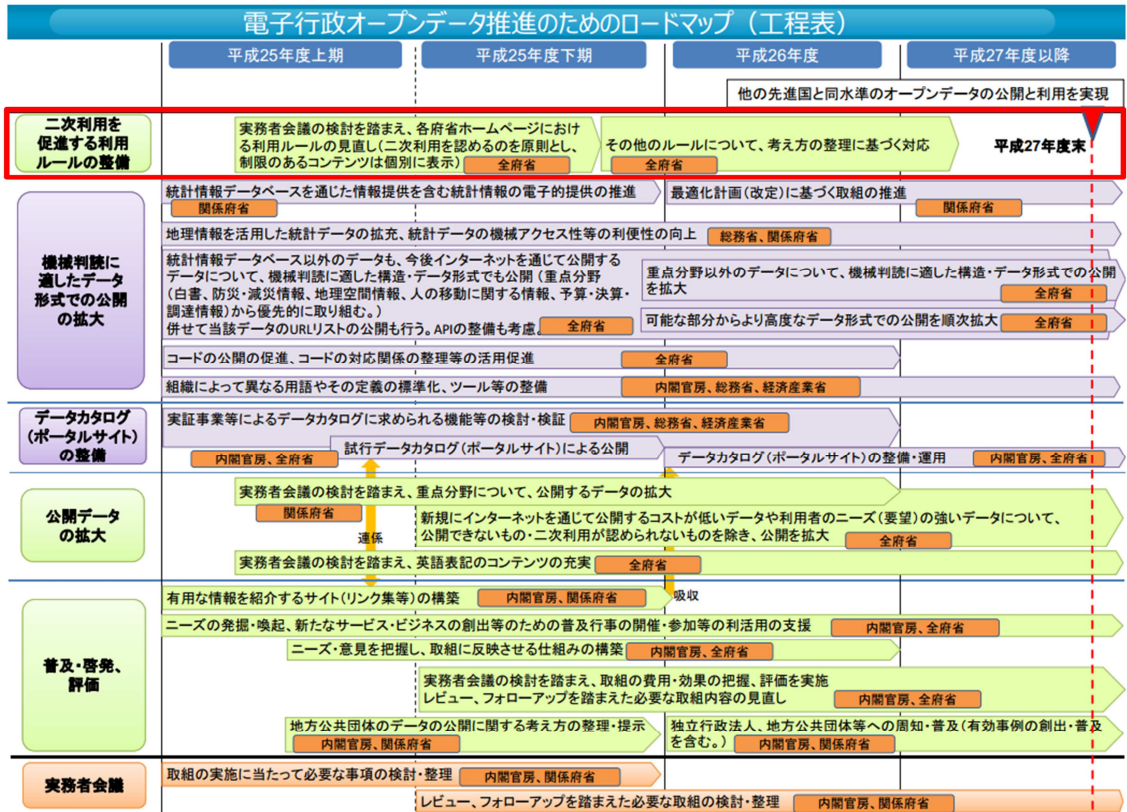 電子行政オープンデータ推進のためのロードマップ（工程表）
平成25年度上期
平成25年度下期
平成26年度
平成27年度以降
他の先進国と同水準のオープンデータの公開と利用を実現
二次利用を
促進する利用
ルールの整備
実務者会議の検討を踏まえ、各府省ホームページにおけ
る利用ルールの見直し(二次利用を認めるのを原則とし、
制限のあるコンテンツは個別に表示)
全府省
その他のルールについて、考え方の整理に基づく対応
全府省
平成27年度末
機械判読に
適したデータ
形式での公開
の拡大
統計情報データベースを通じた情報提供を含む統計情報の電子的提供の推進
関係府省
最適化計画(改定)に基づく取組の推進
関係府省
地理情報を活用した統計データの拡充、統計データの機械アクセス性等の利便性の向上
総務省、関係府省
統計情報データベース以外のデータも、今後インターネットを通じて公開する
データについて、機械判読に適した構造・データ形式でも公開（重点分野
（白書、防災・減災情報、地理空間情報、人の移動に関する情報、予算・決算・
調達情報）から優先的に取り組む。）
併せて当該データのURLリストの公開も行う。APIの整備も考慮。
全府省
重点分野以外のデータについて、機械判読に適した構造・データ形式での公開
を拡大
全府省
可能な部分からより高度なデータ形式での公開を順次拡大
全府省
コードの公開の促進、コードの対応関係の整理等の活用促進
全府省
組織によって異なる用語やその定義の標準化、ツール等の整備
内閣官房、総務省、経済産業省
データカタログ
(ポータルサイト)
の整備
実証事業等によるデータカタログに求められる機能等の検討・検証
内閣官房、総務省、経済産業省
試行データカタログ(ポータルサイト)による公開
内閣官房、全府省
データカタログ(ポータルサイト)の整備・運用
内閣官房、全府省
公開データ
の拡大
実務者会議の検討を踏まえ、重点分野について、公開するデータの拡大
関係府省
新規にインターネットを通じて公開するコストが低いデータや利用者のニーズ(要望)の強いデータについて、
公開できないもの・二次利用が認められないものを除き、公開を拡大
全府省
連係
実務者会議の検討を踏まえ、英語表記のコンテンツの充実
全府省
普及・啓発、
評価
有用な情報を紹介するサイト(リンク集等)の構築
内閣官房、関係府省
吸収
ニーズの発掘・喚起、新たなサービス・ビジネスの創出等のための普及行事の開催・参加等の利活用の支援
内閣官房、全府省
ニーズ・意見を把握し、取組に反映させる仕組みの構築
内閣官房、全府省
実務者会議の検討を踏まえ、取組の費用・効果の把握、評価を実施
レビュー、フォローアップを踏まえた必要な取組内容の見直し
内閣官房、全府省
地方公共団体のデータの公開に関する考え方の整理・提示
内閣官房、関係府省
独立行政法人、地方公共団体等への周知・普及(有効事例の創出・普及
を含む。)
内閣官房、関係府省
実務者会議
取組の実施に当たって必要な事項の検討・整理
内閣官房、関係府省
レビュー、フォローアップを踏まえた必要な取組の検討・整理
内閣官房、関係府省